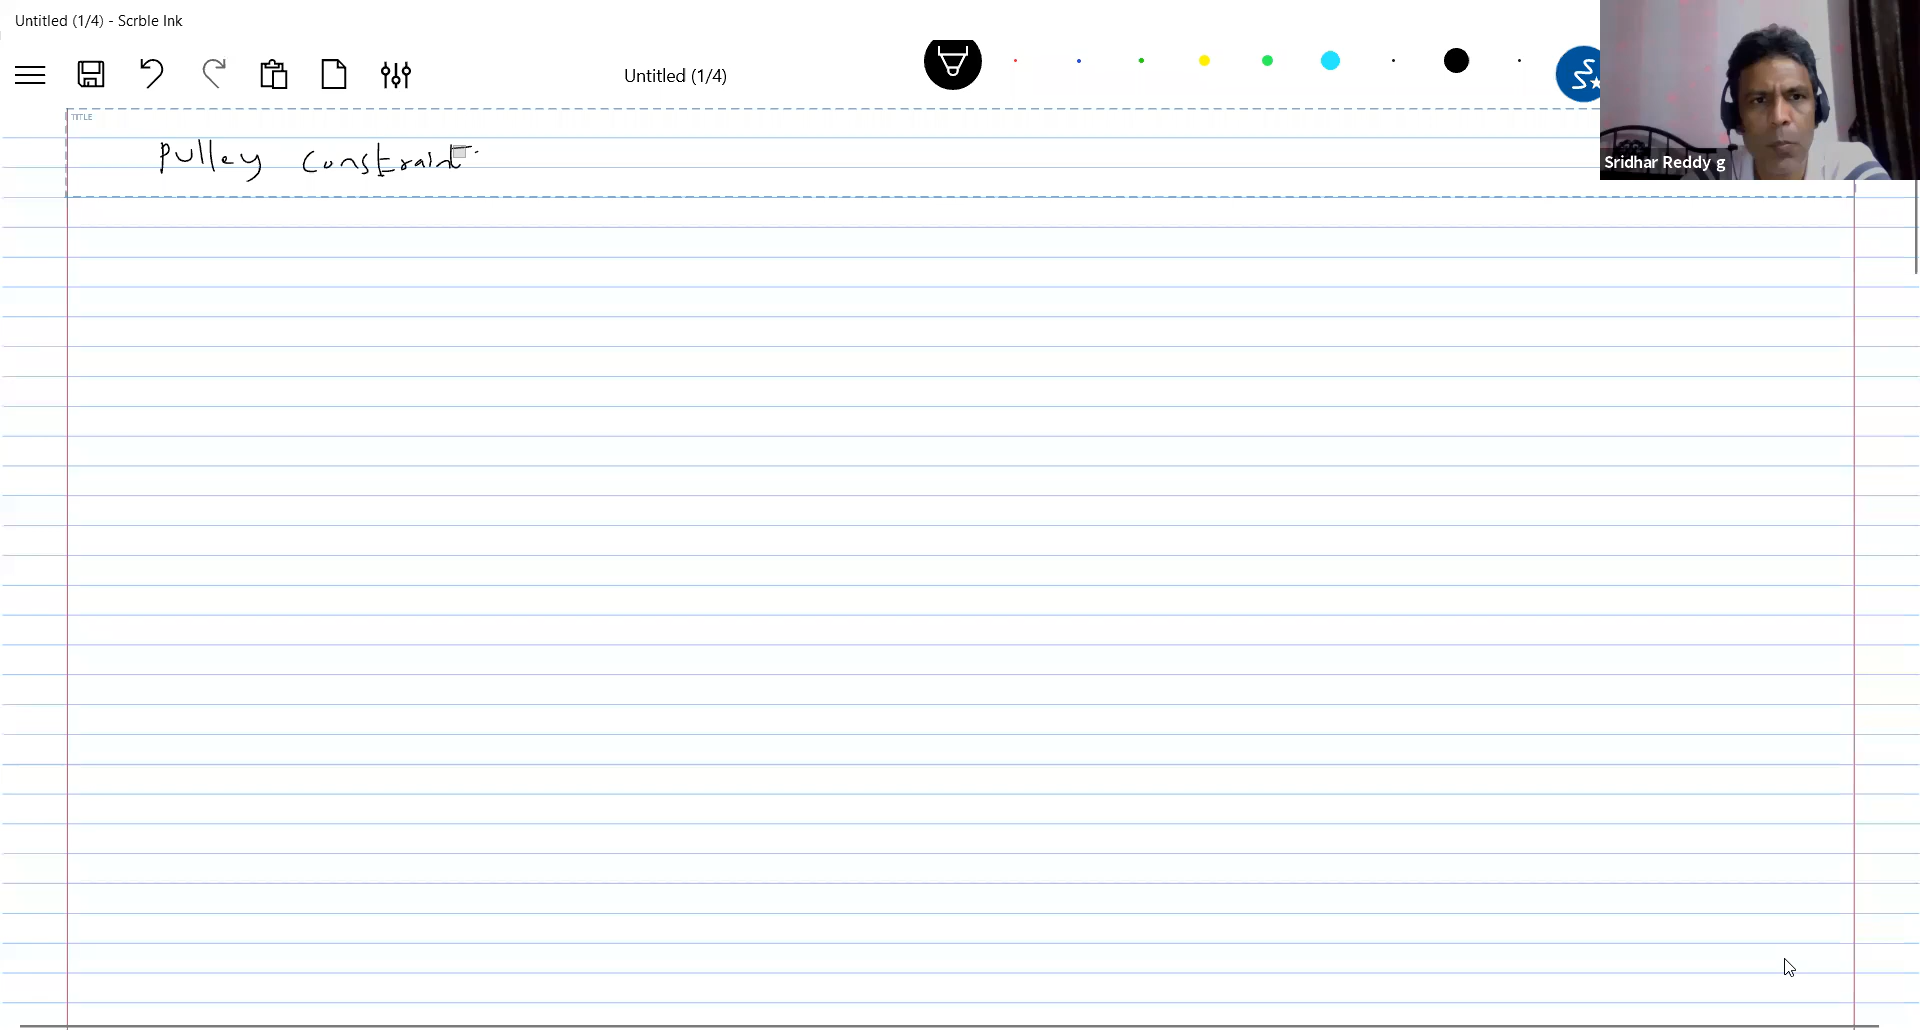 Untitled (1/4) - Scrble Ink
Untitled (1/4)
TITLE
Pulley constraint
Sridhar Reddy g